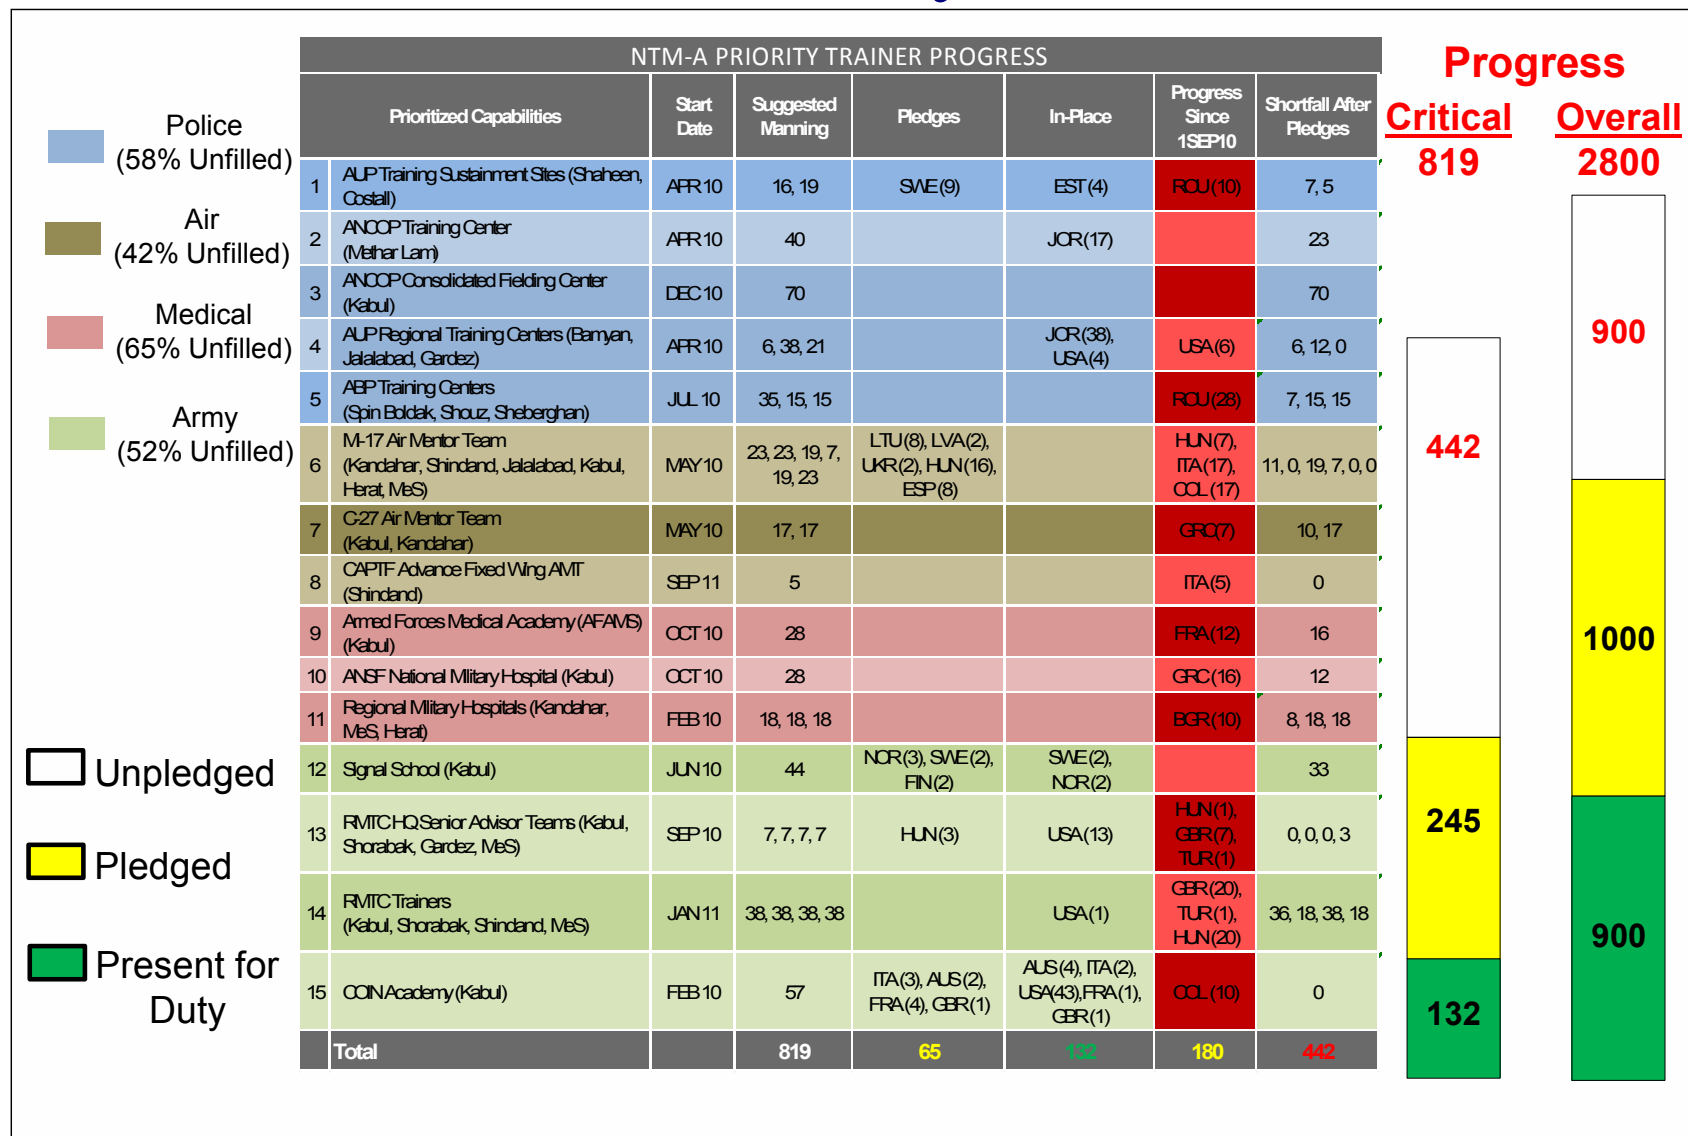 NTM-A PRIORITY TRAINER PROGRESS
Prioritized Capabilities
Start
Date
Suggested
Manning
Pledges
In-Place
Progress
Since
1SEP10
Shortfall After
Pledges
1 AUP Training Sustainment Sites (Shaheen,
Costall)
APR 10
16, 19
SWE (9)
EST (4)
ROU (10)
7, 5
2 ANCOP Training Center
(Methar Lam)
APR 10
40
JOR (17)
23
3 ANCOP Consolidated Fielding Center
(Kabul)
DEC 10
70
70
4 AUP Regional Training Centers (Bamyan,
Jalalabad, Gardez)
APR 10
6, 38, 21
JOR (38),
USA (4)
USA (6)
6, 12, 0
5 ABP Training Centers
(Spin Boldak, Shouz, Sheberghan)
JUL 10
35, 15, 15
ROU (28)
7, 15, 15
6 M-17 Air Mentor Team
(Kandahar, Shindand, Jalalabad, Kabul,
Herat, MeS)
MAY 10
23, 23, 19, 7,
19, 23
LTU (8), LVA (2),
UKR (2), HUN (16),
ESP (8)
HUN (7),
ITA (17),
COL (17)
11, 0, 19, 7, 0, 0
7 C-27 Air Mentor Team
(Kabul, Kandahar)
MAY 10
17, 17
GRC (7)
10, 17
8 CAPTF Advance Fixed Wing AMT
(Shindand)
SEP 11
5
ITA (5)
0
9 Armed Forces Medical Academy (AFAMS)
(Kabul)
OCT 10
28
FRA (12)
16
10 ANSF National Military Hospital (Kabul)
OCT 10
28
GRC (16)
12
11 Regional Military Hospitals (Kandahar,
MeS, Herat)
FEB 10
18, 18, 18
BGR (10)
8, 18, 18
12 Signal School (Kabul)
JUN 10
44
NOR (3), SWE (2),
FIN (2)
SWE (2),
NOR (2)
33
13 RMTC HQ Senior Advisor Teams (Kabul,
Shorabak, Gardez, MeS)
SEP 10
7, 7, 7, 7
HUN (3)
USA (13)
HUN (1),
GBR (7),
TUR (1)
0, 0, 0, 3
14 RMTC Trainers
(Kabul, Shorabak, Shindand, MeS)
JAN 11
38, 38, 38, 38
USA (1)
GBR (20),
TUR (1),
HUN (20)
36, 18, 38, 18
15 COIN Academy (Kabul)
FEB 10
57
ITA (3), AUS (2),
FRA (4), GBR (1)
AUS (4), ITA (2),
USA (43), FRA (1),
GBR (1)
COL (10)
0
Total
819
65
132
180
442
Police
(58% Unfilled)
Air
(42% Unfilled)
Medical
(65% Unfilled)
Army
(52% Unfilled)
Unpledged
Pledged
Present for
Duty
Progress
Critical
819
442
245
132
Overall
2800
900
1000
900